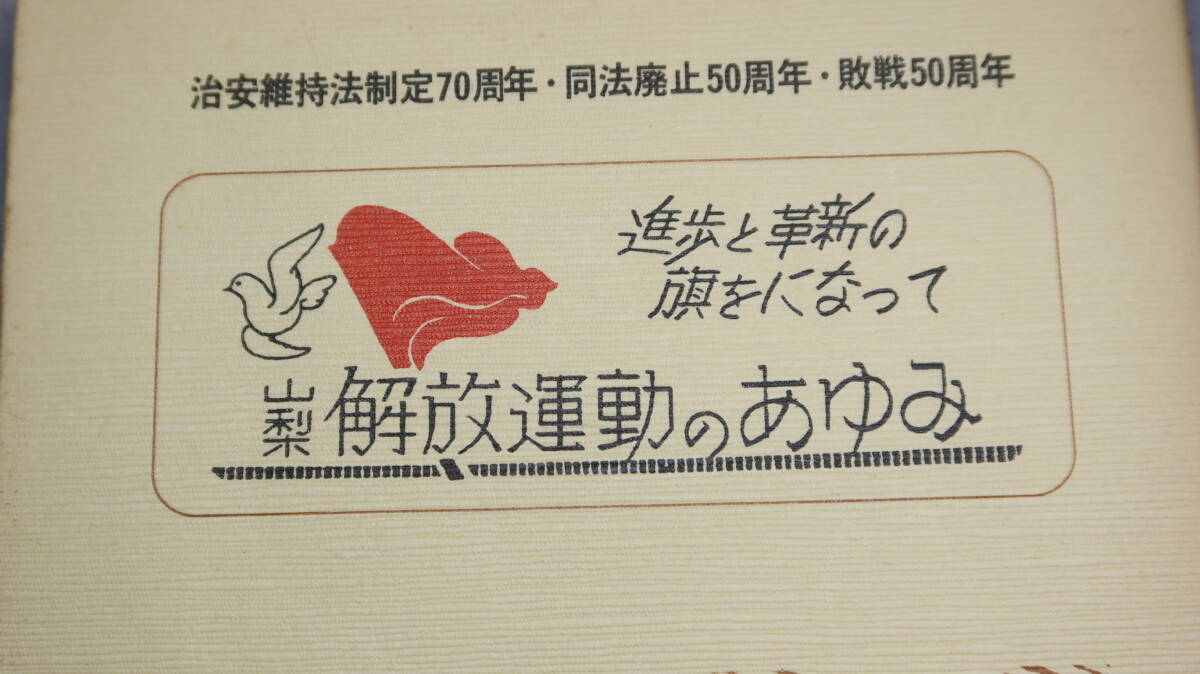 治安維持法制定70周年・同法廃止50周年・敗戦50周年
進歩と革新の
旗をになって
山梨
解放運動のあゆみ